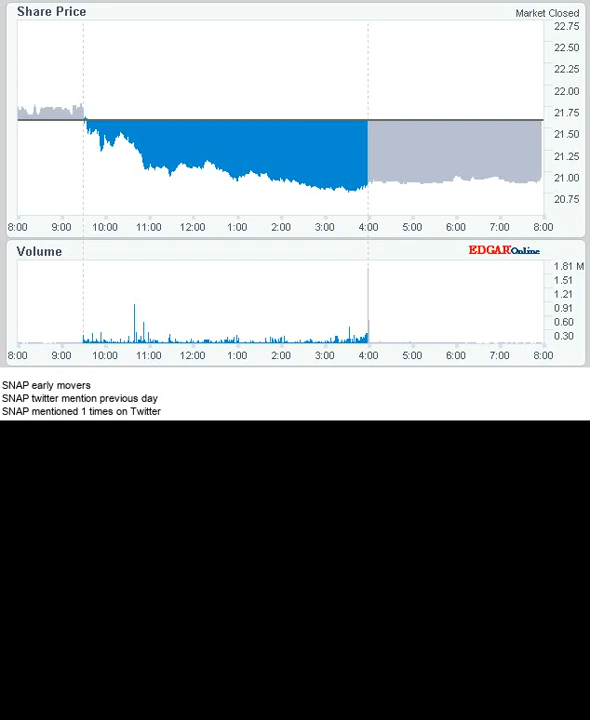 Share Price
Market Closed
22.75
22.50
22.25
22.00
21.75
21.50
21.25
21.00
20.75
8:00 9:00 10:00 11:00 12:00 1:00 2:00 3:00 4:00 5:00 6:00 7:00 8:00
Volume
EDGAROnline
1.81 M
1.51
1.21
0.91
0.60
0.30
8:00 9:00 10:00 11:00 12:00 1:00 2:00 3:00 4:00 5:00 6:00 7:00 8:00
SNAP early movers
SNAP twitter mention previous day
SNAP mentioned 1 times on Twitter